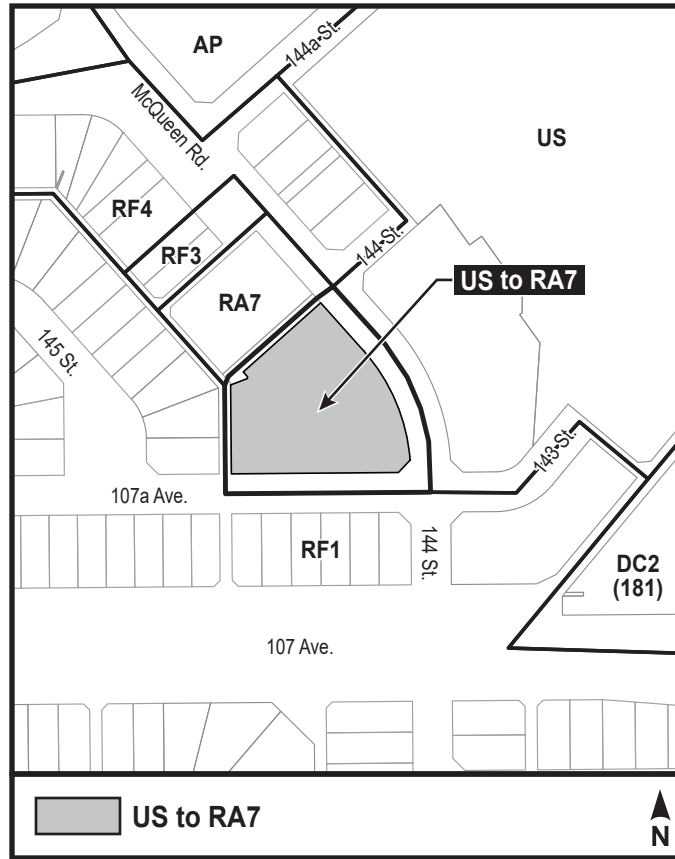 AP
144a St.
McQueen Rd.
US
RF4
RF3
144 St.
US to RA7
RA7
145 St.
143 St.
107a Ave.
RF1
144 St.
DC2
(181)
107 Ave.
US to RA7
N